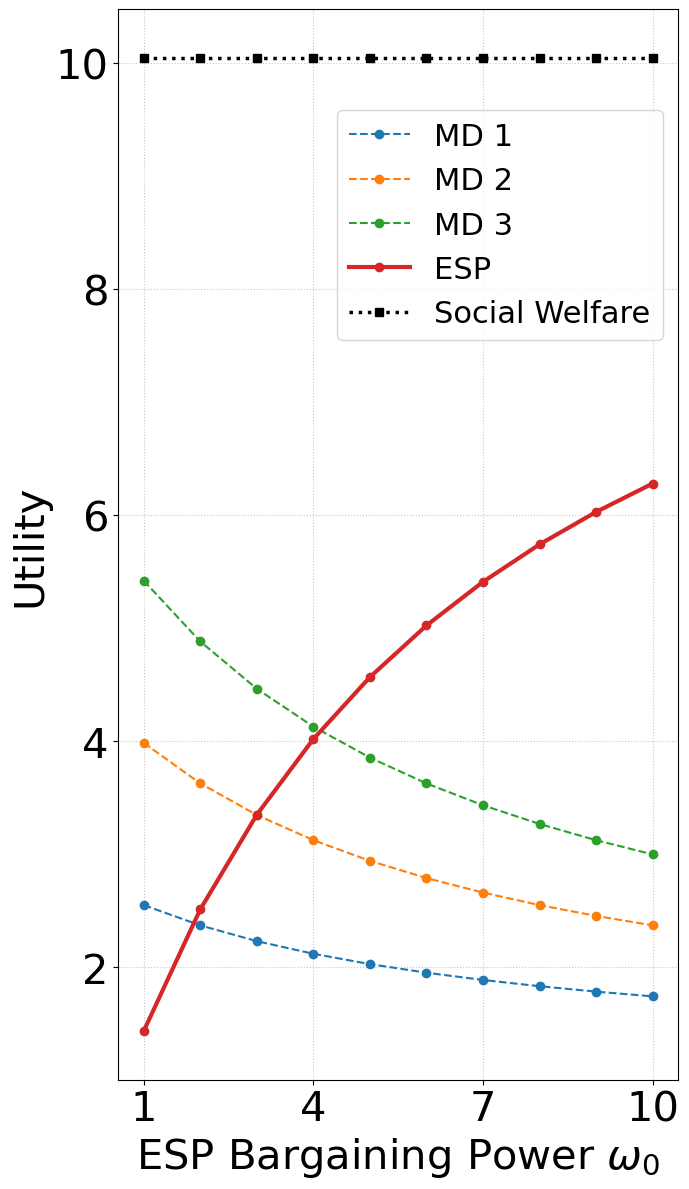 10
8
6
4
2
Utility
MD 1
MD 2
MD 3
ESP
Social Welfare
1 4 7 10
ESP Bargaining Power ω₀